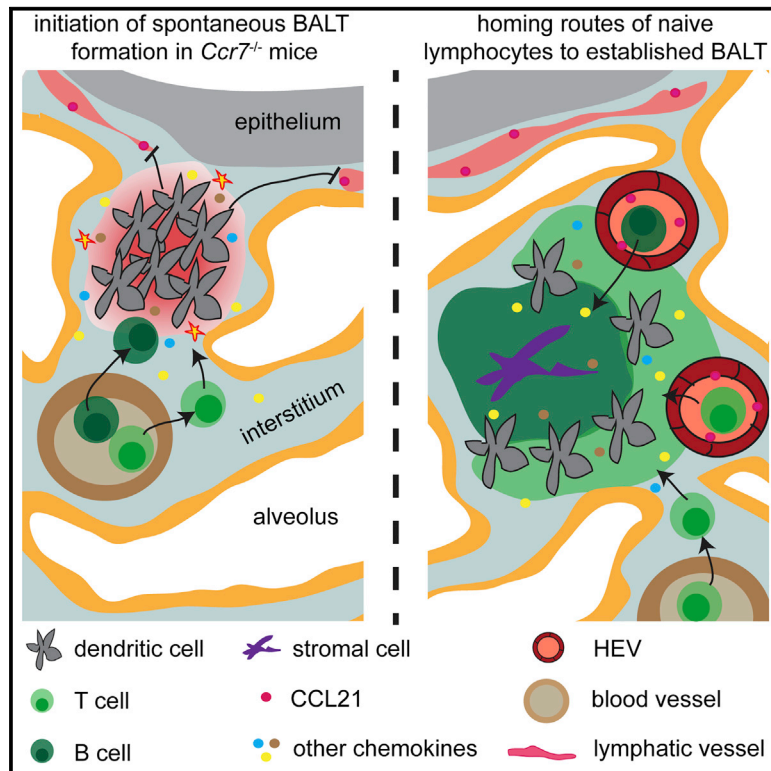 initiation of spontaneous BALT
formation in Ccr7-/- mice
homing routes of naive
lymphocytes to established BALT
epithelium
interstitium
alveolus
dendritic cell
stromal cell
HEV
T cell
CCL21
blood vessel
B cell
other chemokines
lymphatic vessel